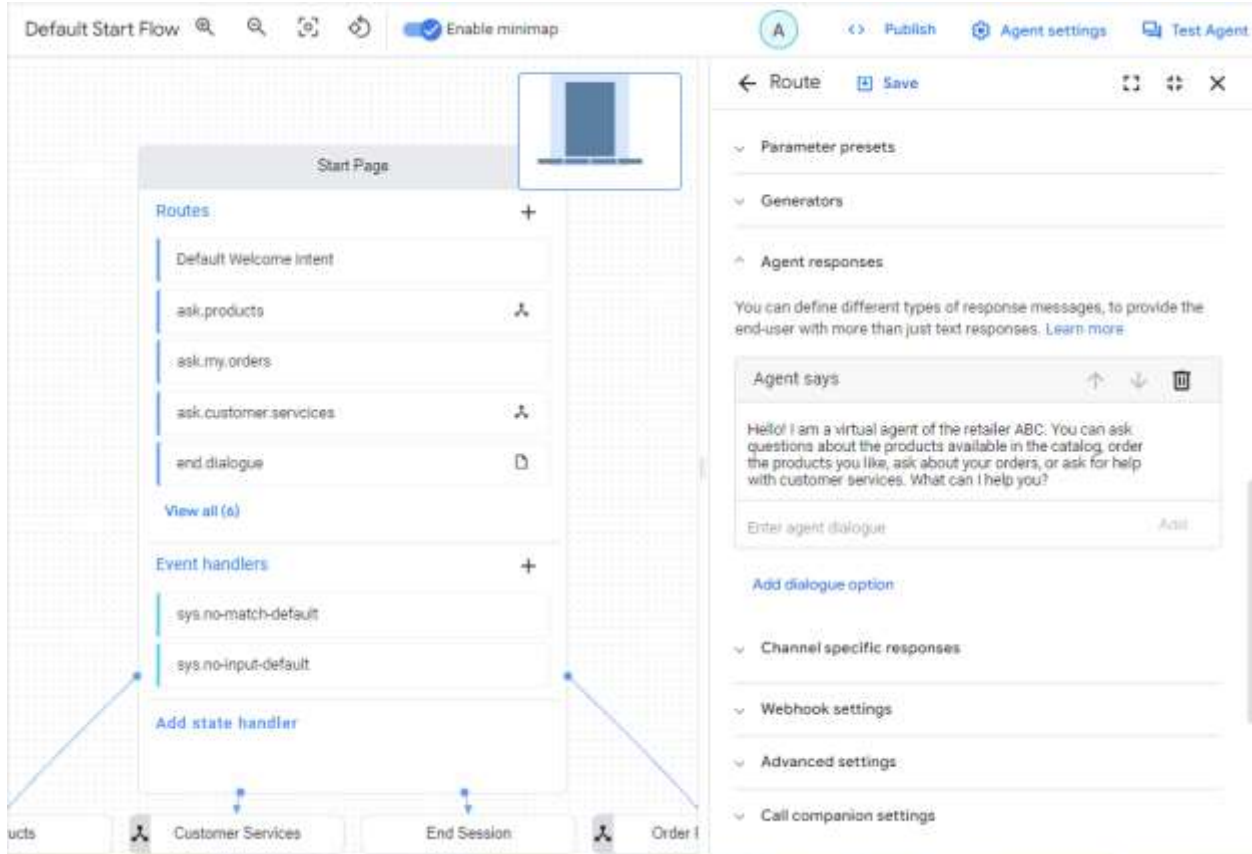 Default Start Flow
Enable minimap
A
<> Publish
Agent settings
Test Agent
Start Page
Routes
Default Welcome Intent
ask.products
ask.my.orders
ask.customer.servcices
end.dialogue
View all (6)
Event handlers
sys.no-match-default
sys.no-input-default
Add state handler
ucts
Customer Services
End Session
Order
Route
Save
Parameter presets
Generators
Agent responses
You can define different types of response messages, to provide the
end-user with more than just text responses. Learn more
Agent says
Hello! I am a virtual agent of the retailer ABC. You can ask
questions about the products available in the catalog, order
the products you like, ask about your orders, or ask for help
with customer services. What can I help you?
Enter agent dialogue
Add
Add dialogue option
Channel specific responses
Webhook settings
Advanced settings
Call companion settings